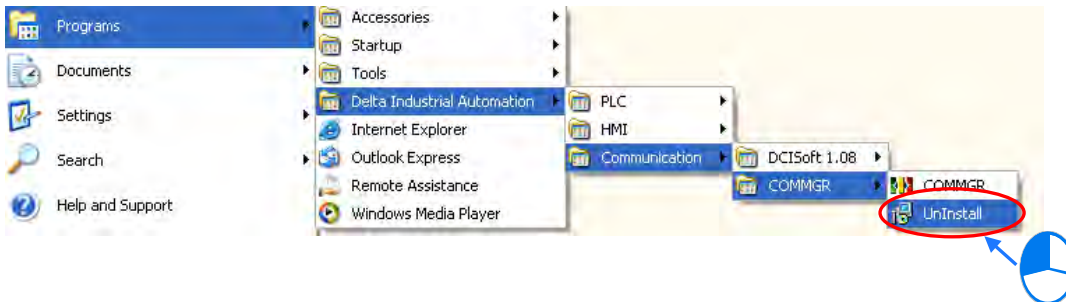 Programs
Documents
Settings
Search
Help and Support
Accessories
Startup
Tools
Delta Industrial Automation
Internet Explorer
Outlook Express
Remote Assistance
Windows Media Player
PLC
HMI
Communication
DCISoft 1.08
COMMGR
COMMGR
UnInstall